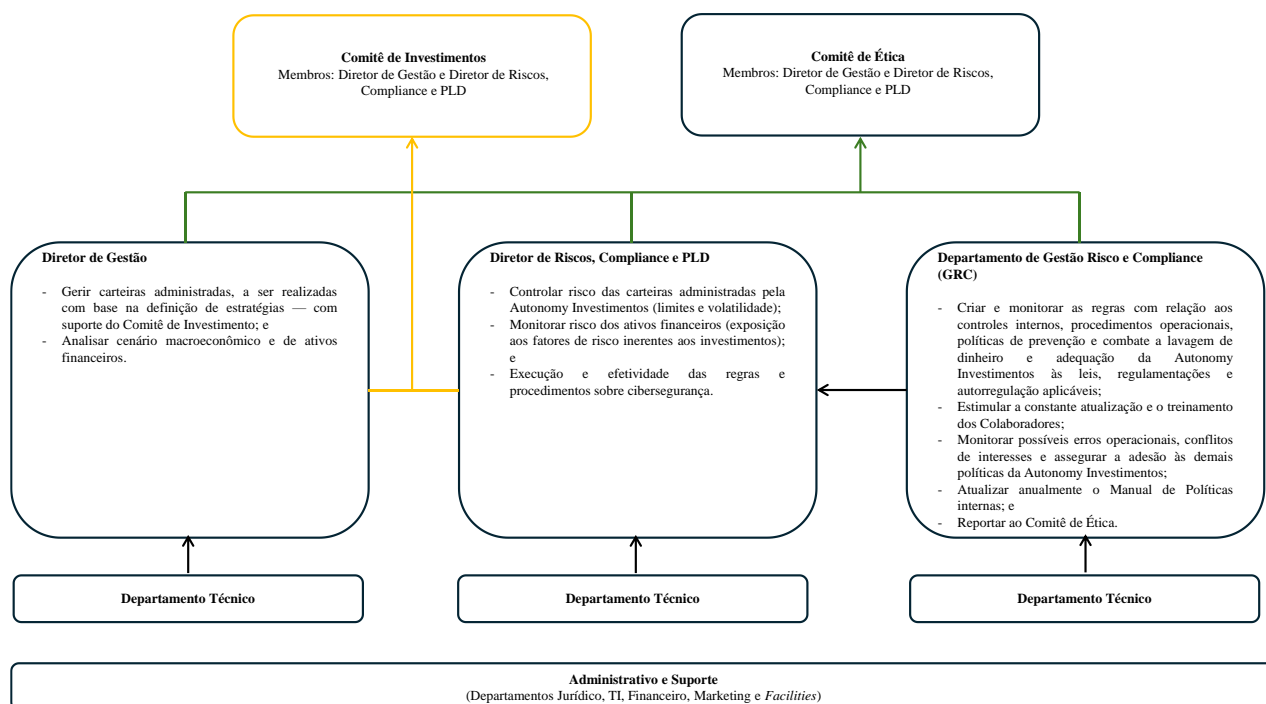 Comitê de Investimentos
Membros: Diretor de Gestão e Diretor de Riscos,
Compliance e PLD
Comitê de Ética
Membros: Diretor de Gestão e Diretor de Riscos,
Compliance e PLD
Diretor de Gestão
- Gerir carteiras administradas, a ser realizadas
com base na definição de estratégias — com
suporte do Comitê de Investimento; e
- Analisar cenário macroeconômico e de ativos
financeiros.
Diretor de Riscos, Compliance e PLD
- Controlar risco das carteiras administradas pela
Autonomy Investimentos (limites e volatilidade);
- Monitorar risco dos ativos financeiros (exposição
aos fatores de risco inerentes aos investimentos);
e
- Execução e efetividade das regras e
procedimentos sobre cibersegurança.
Departamento de Gestão Risco e Compliance
(GRC)
- Criar e monitorar as regras com relação aos
controles internos, procedimentos operacionais,
políticas de prevenção e combate a lavagem de
dinheiro e adequação da Autonomy
Investimentos às leis, regulamentações e
autorregulação aplicáveis;
- Estimular a constante atualização e o treinamento
dos Colaboradores;
- Monitorar possíveis erros operacionais, conflitos
de interesses e assegurar a adesão às demais
políticas da Autonomy Investimentos;
- Atualizar anualmente o Manual de Políticas
internas; e
- Reportar ao Comitê de Ética.
Departamento Técnico
Departamento Técnico
Departamento Técnico
Administrativo e Suporte
(Departamentos Jurídico, TI, Financeiro, Marketing e Facilities)